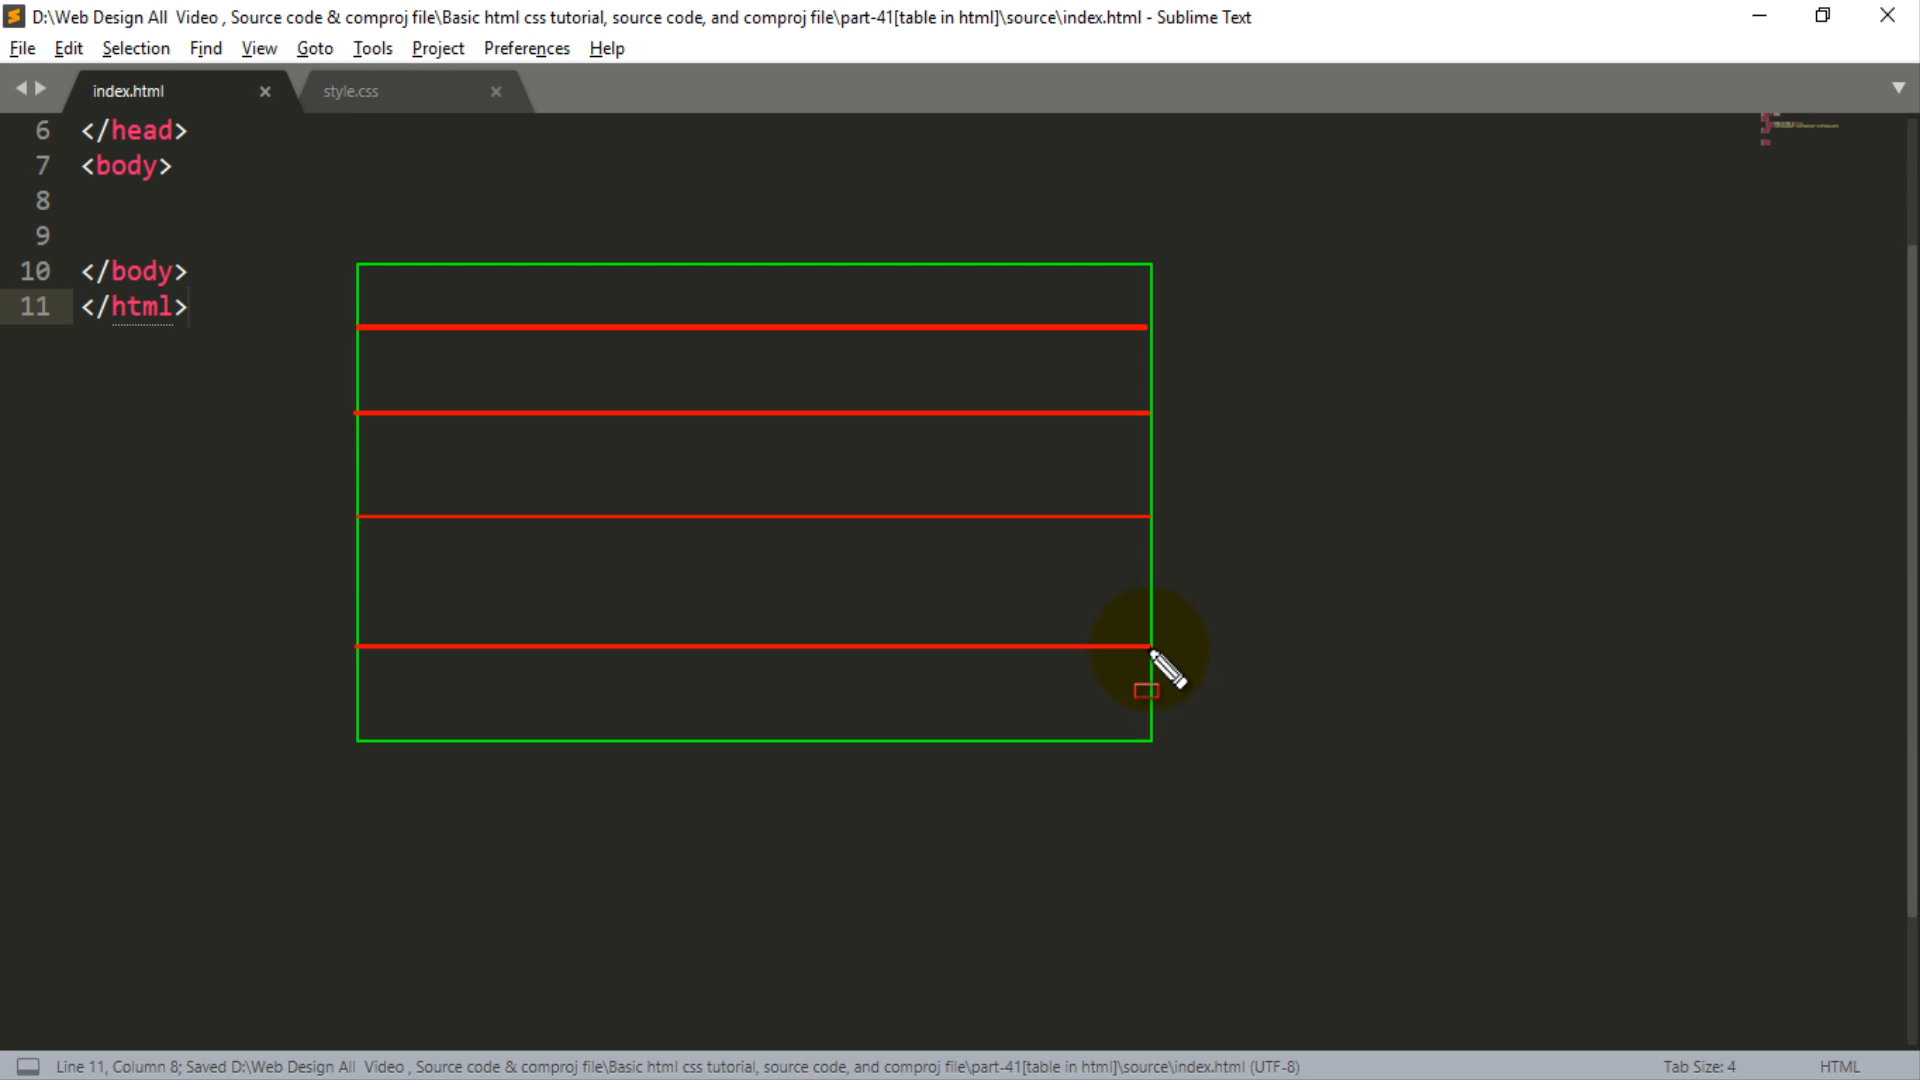 D:\Web Design All  Video , Source code & comproj file\Basic html css tutorial, source code, and comproj file\part-41[table in html]\source\index.html - Sublime Text
File Edit Selection Find View Goto Tools Project Preferences Help
index.html × style.css ×
6 </head>
7 <body>
8
9
10 </body>
11 </html>
Line 11, Column 8; Saved D:\Web Design All  Video , Source code & comproj file\Basic html css tutorial, source code, and comproj file\part-41[table in html]\source\index.html (UTF-8) Tab Size: 4 HTML